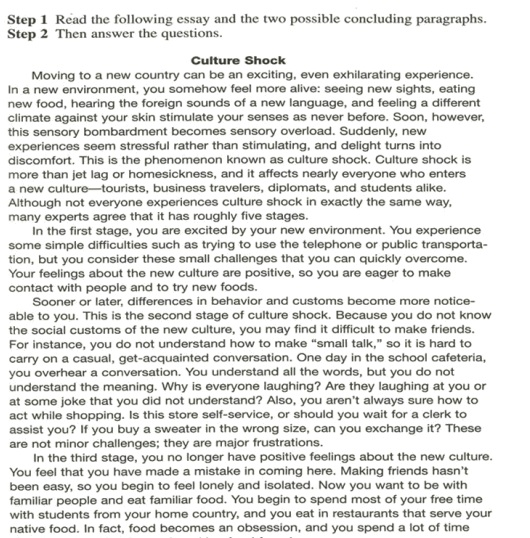 Step 1 Read the following essay and the two possible concluding paragraphs.
Step 2 Then answer the questions.
Culture Shock
Moving to a new country can be an exciting, even exhilarating experience.
In a new environment, you somehow feel more alive: seeing new sights, eating
new food, hearing the foreign sounds of a new language, and feeling a different
climate against your skin stimulate your senses as never before. Soon, however,
this sensory bombardment becomes sensory overload. Suddenly, new
experiences seem stressful rather than stimulating, and delight turns into
discomfort. This is the phenomenon known as culture shock. Culture shock is
more than jet lag or homesickness, and it affects nearly everyone who enters
a new culture—tourists, business travelers, diplomats, and students alike.
Although not everyone experiences culture shock in exactly the same way,
many experts agree that it has roughly five stages.
In the first stage, you are excited by your new environment. You experience
some simple difficulties such as trying to use the telephone or public transporta-
tion, but you consider these small challenges that you can quickly overcome.
Your feelings about the new culture are positive, so you are eager to make
contact with people and to try new foods.
Sooner or later, differences in behavior and customs become more notice-
able to you. This is the second stage of culture shock. Because you do not know
the social customs of the new culture, you may find it difficult to make friends.
For instance, you do not understand how to make "small talk," so it is hard to
carry on a casual, get-acquainted conversation. One day in the school cafeteria,
you overhear a conversation. You understand all the words, but you do not
understand the meaning. Why is everyone laughing? Are they laughing at you or
at some joke that you did not understand? Also, you aren't always sure how to
act while shopping. Is this store self-service, or should you wait for a clerk to
assist you? If you buy a sweater in the wrong size, can you exchange it? These
are not minor challenges; they are major frustrations.
In the third stage, you no longer have positive feelings about the new culture.
You feel that you have made a mistake in coming here. Making friends hasn't
been easy, so you begin to feel lonely and isolated. Now you want to be with
familiar people and eat familiar food. You begin to spend most of your free time
with students from your home country, and you eat in restaurants that serve your
native food. In fact, food becomes an obsession, and you spend a lot of time